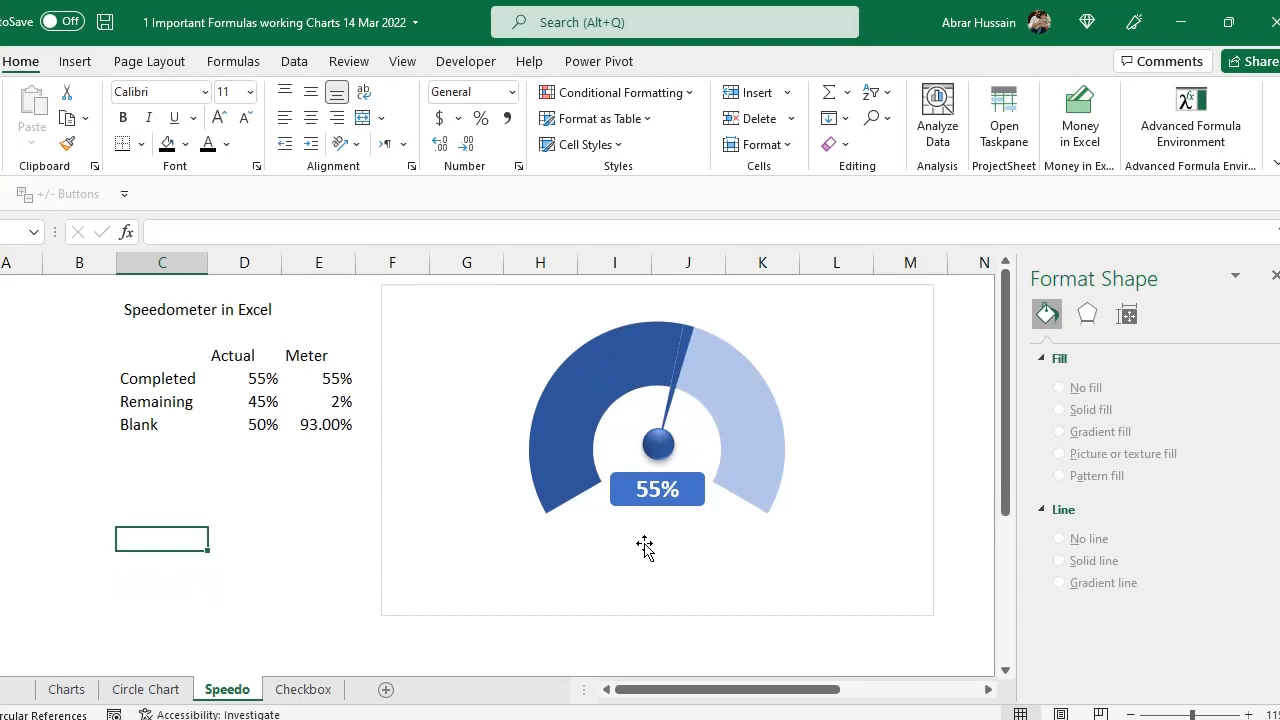 toSave Off 1 Important Formulas working Charts 14 Mar 2022 Search (Alt+Q) Abrar Hussain
Home Insert Page Layout Formulas Data Review View Developer Help Power Pivot Comments Share
Calibri 11 General Conditional Formatting Insert
Paste B I U $ % Format as Table Delete Analyze Data Open Taskpane Money in Excel Advanced Formula Environment
A Cell Styles Format
Clipboard Font Alignment Number Styles Cells Editing Analysis ProjectSheet Money in Ex... Advanced Formula Envir...
+/- Buttons
fx
A B C D E F G H I J K L M N
Speedometer in Excel
Actual Meter
Completed 55% 55%
Remaining 45% 2%
Blank 50% 93.00%
55%
Format Shape
Fill
No fill
Solid fill
Gradient fill
Picture or texture fill
Pattern fill
Line
No line
Solid line
Gradient line
Charts Circle Chart Speedo Checkbox
cular References Accessibility: Investigate